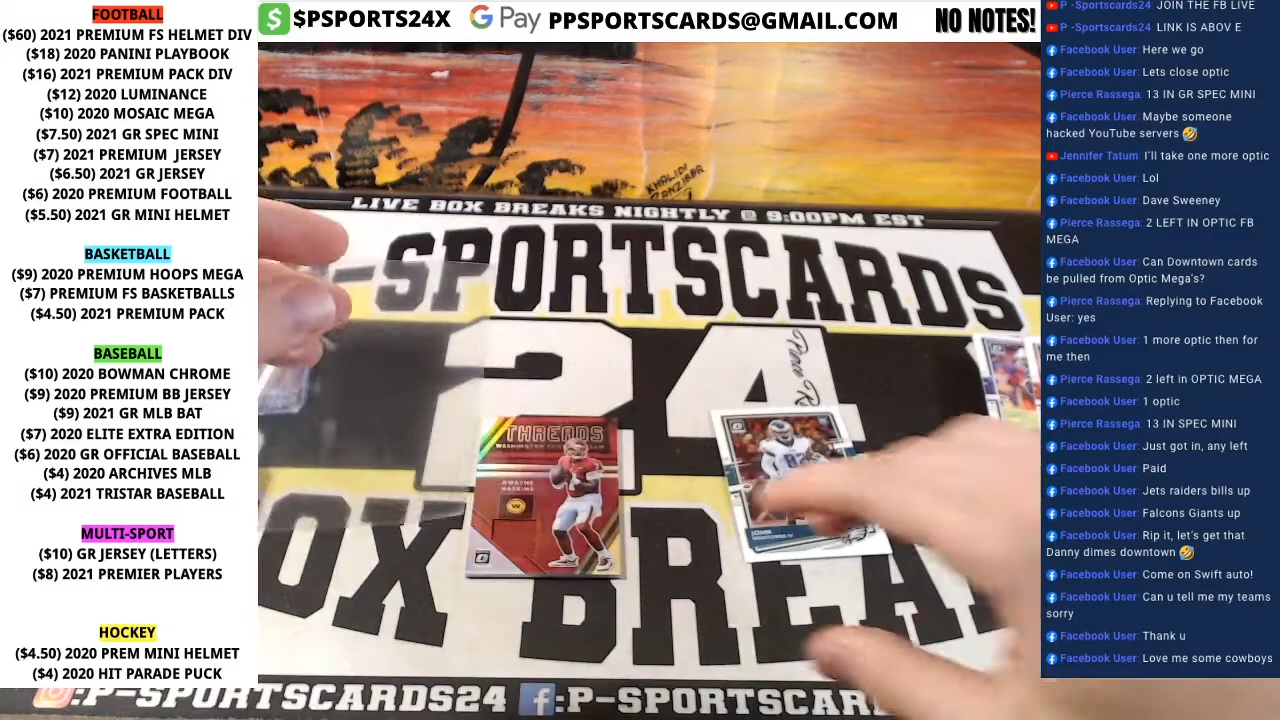 FOOTBALL
($60) 2021 PREMIUM FS HELMET DIV
($18) 2020 PANINI PLAYBOOK
($16) 2021 PREMIUM PACK DIV
($12) 2020 LUMINANCE
($10) 2020 MOSAIC MEGA
($7.50) 2021 GR SPEC MINI
($7) 2021 PREMIUM JERSEY
($6.50) 2021 GR JERSEY
($6) 2020 PREMIUM FOOTBALL
($5.50) 2021 GR MINI HELMET
BASKETBALL
($9) 2020 PREMIUM HOOPS MEGA
($7) PREMIUM FS BASKETBALLS
($4.50) 2021 PREMIUM PACK
BASEBALL
($10) 2020 BOWMAN CHROME
($9) 2020 PREMIUM BB JERSEY
($9) 2021 GR MLB BAT
($7) 2020 ELITE EXTRA EDITION
($6) 2020 GR OFFICIAL BASEBALL
($4) 2020 ARCHIVES MLB
($4) 2021 TRISTAR BASEBALL
MULTI-SPORT
($10) GR JERSEY (LETTERS)
($8) 2021 PREMIER PLAYERS
HOCKEY
($4.50) 2020 PREM MINI HELMET
($4) 2020 HIT PARADE PUCK
$PSPORTS24X G Pay PPSPORTSCARDS@GMAIL.COM NO NOTES!
KHALIDI
ZANZIBAR
LIVE BOX BREAKS NIGHTLY @ 9:00PM EST
-SPORTSCARDS
24
OX BREA
THREADS
DWAYNE
HASKINS
W
OPTIC
JOHN
:P-SPORTSCARDS24 f:P-SPORTSCAR
P -Sportscards24: JOIN THE FB LIVE
P -Sportscards24: LINK IS ABOV E
Facebook User: Here we go
Facebook User: Lets close optic
Pierce Rassega: 13 IN GR SPEC MINI
Facebook User: Maybe someone
hacked YouTube servers 🤣
Jennifer Tatum: I'll take one more optic
Facebook User: Lol
Facebook User: Dave Sweeney
Pierce Rassega: 2 LEFT IN OPTIC FB
MEGA
Facebook User: Can Downtown cards
be pulled from Optic Mega's?
Pierce Rassega: Replying to Facebook
User: yes
Facebook User: 1 more optic then for
me then
Pierce Rassega: 2 left in OPTIC MEGA
Facebook User: 1 optic
Pierce Rassega: 13 IN SPEC MINI
Facebook User: Just got in, any left
Facebook User: Paid
Facebook User: Jets raiders bills up
Facebook User: Falcons Giants up
Facebook User: Rip it, let's get that
Danny dimes downtown 🤣
Facebook User: Come on Swift auto!
Facebook User: Can u tell me my teams
sorry
Facebook User: Thank u
Facebook User: Love me some cowboys